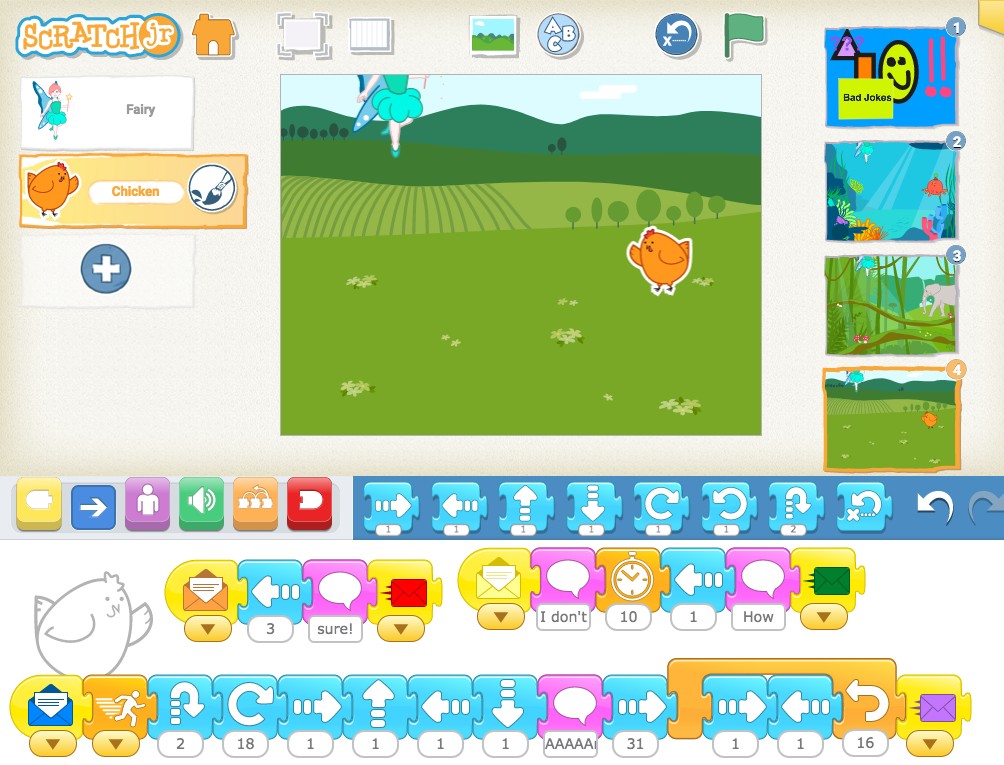 SCRATCH jr
A B C
1
Fairy
Chicken
???
!!
Bad Jokes
2
3
4
1 1 1 1 1 1 2
3 sure!
I don't 10 1 How
2 18 1 1 1 1 AAAAA 31 1 1 16